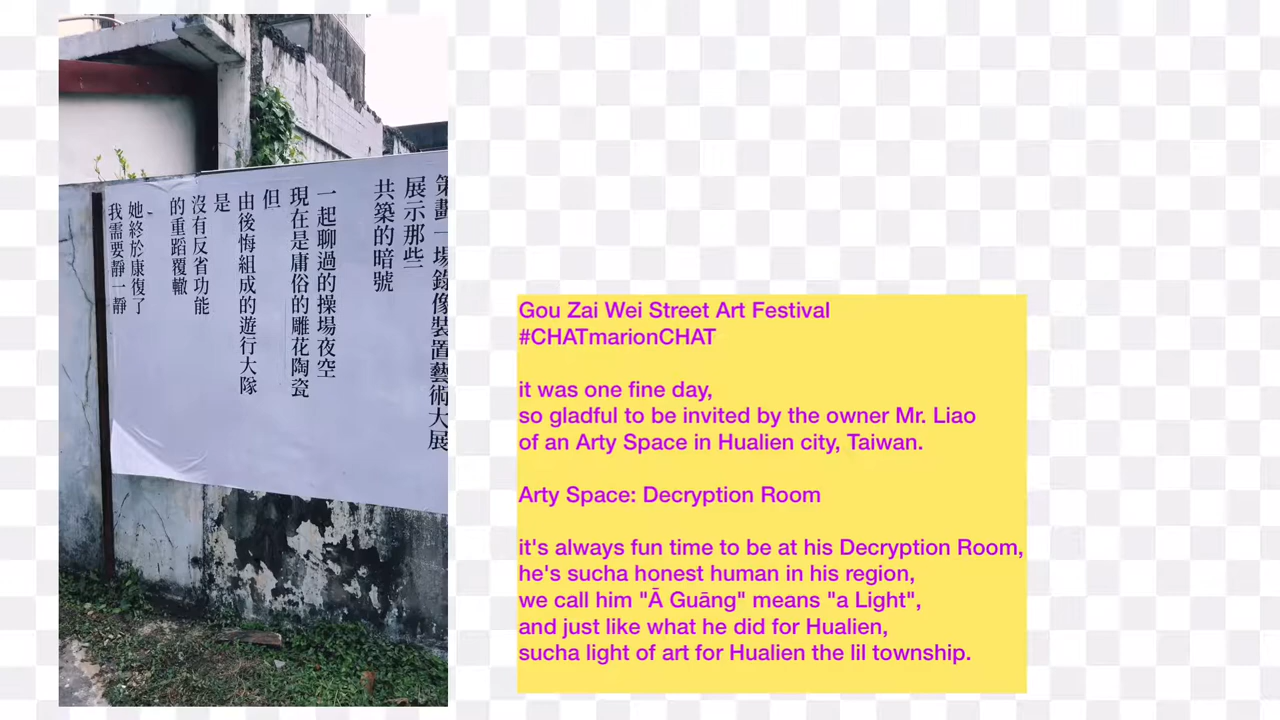 策劃一場錄像裝置藝術大展
展示那些
共築的暗號
一起聊過的操場夜空
現在是庸俗的雕花陶瓷
但
由後悔組成的遊行大隊
是
沒有反省功能
的重蹈覆轍
她終於康復了
我需要靜一靜
Gou Zai Wei Street Art Festival
#CHATmarionCHAT
it was one fine day,
so gladful to be invited by the owner Mr. Liao
of an Arty Space in Hualien city, Taiwan.
Arty Space: Decryption Room
it's always fun time to be at his Decryption Room,
he's sucha honest human in his region,
we call him "Ā Guāng" means "a Light",
and just like what he did for Hualien,
sucha light of art for Hualien the lil township.